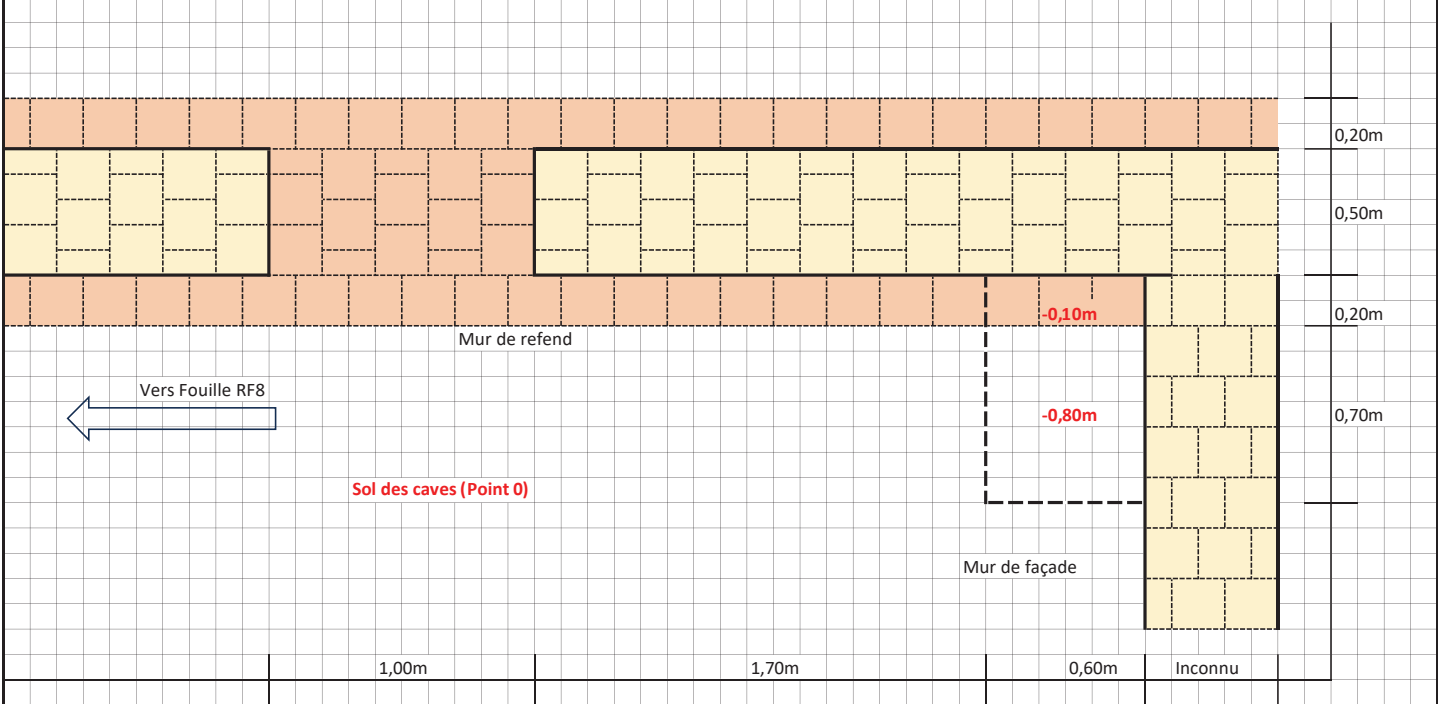 0,20m
0,50m
-0,10m
0,20m
Mur de refend
Vers Fouille RF8
-0,80m
0,70m
Sol des caves (Point 0)
Mur de façade
1,00m
1,70m
0,60m
Inconnu